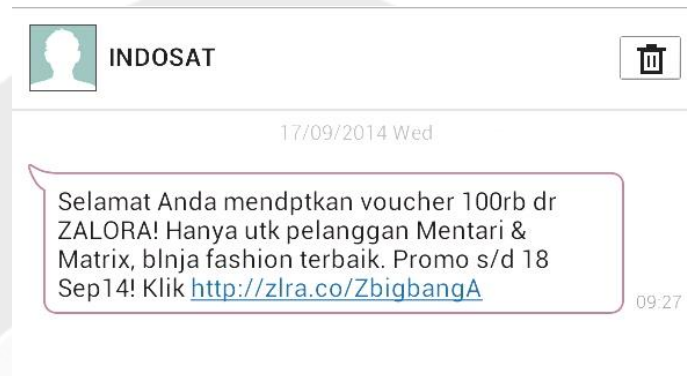 INDOSAT
17/09/2014 Wed
Selamat Anda mendptkan voucher 100rb dr
ZALORA! Hanya utk pelanggan Mentari &
Matrix, blnja fashion terbaik. Promo s/d 18
Sep14! Klik http://zlra.co/ZbigbangA
09:27